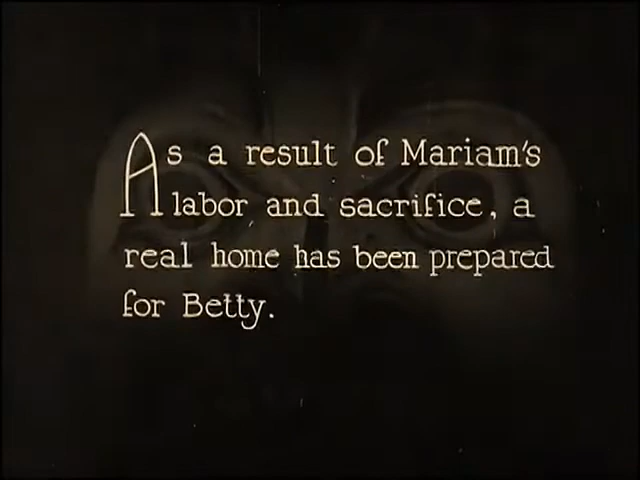 As a result of Mariam's
labor and sacrifice, a
real home has been prepared
for Betty.